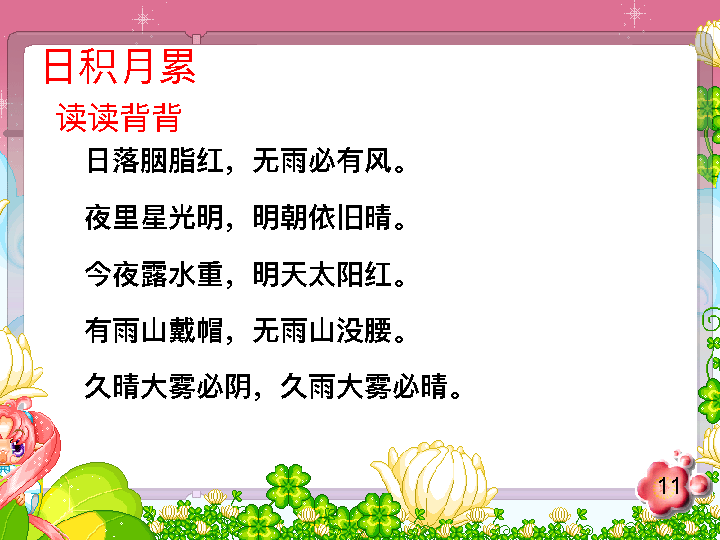 日积月累
读读背背
日落胭脂红，无雨必有风。
夜里星光明，明朝依旧晴。
今夜露水重，明天太阳红。
有雨山戴帽，无雨山没腰。
久晴大雾必阴，久雨大雾必晴。
11